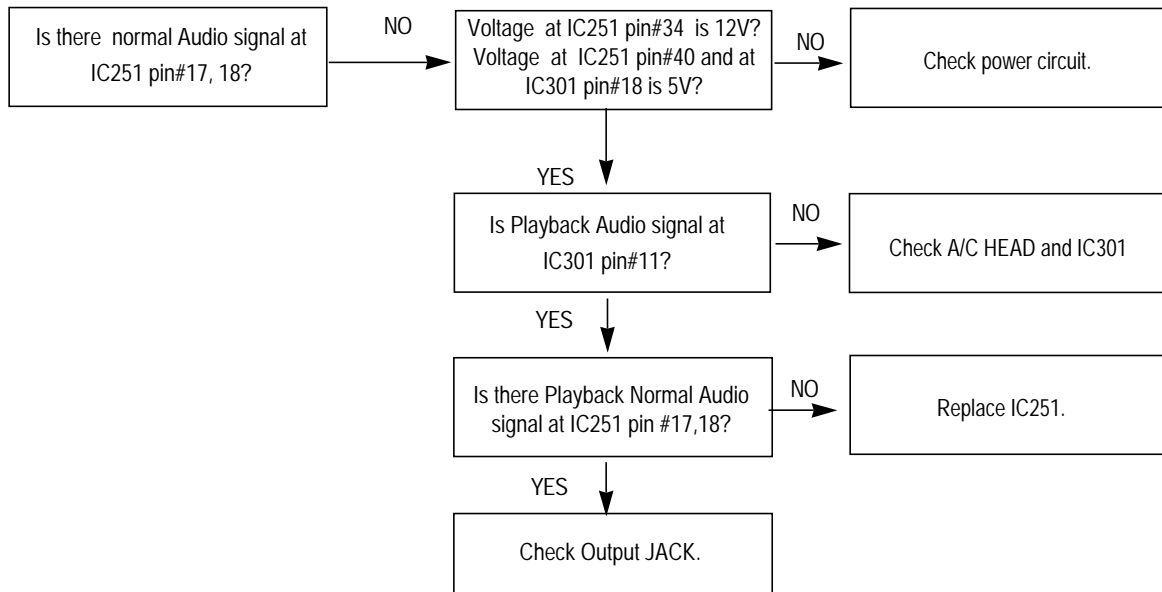 Is there normal Audio signal at
IC251 pin#17, 18?
NO
Voltage at IC251 pin#34 is 12V?
Voltage at IC251 pin#40 and at
IC301 pin#18 is 5V?
NO
Check power circuit.
YES
Is Playback Audio signal at
IC301 pin#11?
NO
Check A/C HEAD and IC301
YES
Is there Playback Normal Audio
signal at IC251 pin #17,18?
NO
Replace IC251.
YES
Check Output JACK.